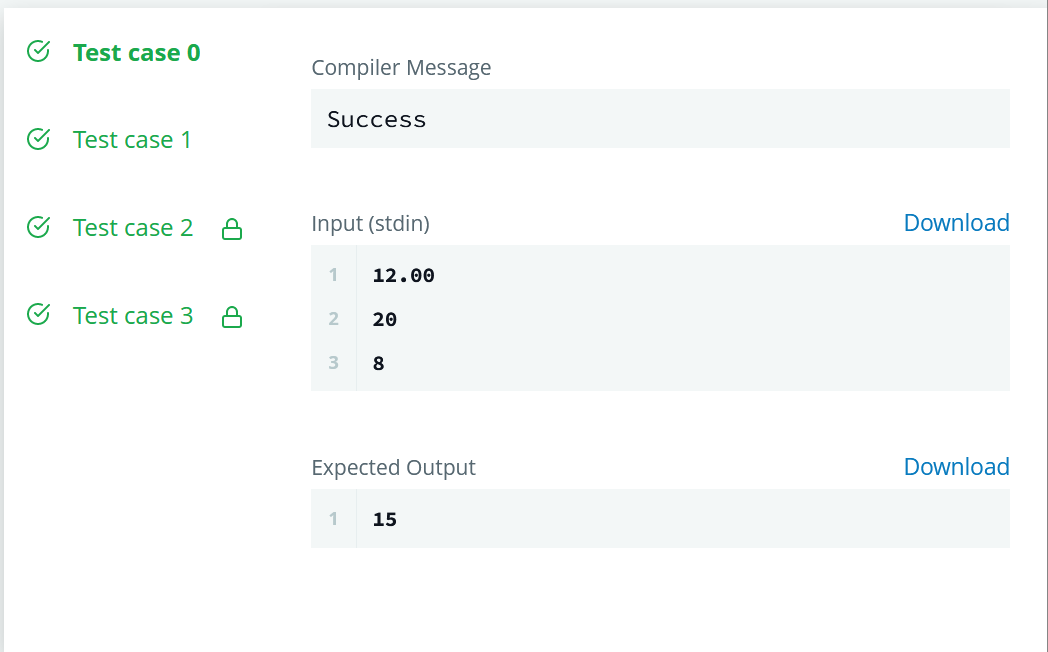 Test case 0
Test case 1
Test case 2
Test case 3
Compiler Message
Success
Input (stdin)
Download
1 12.00
2 20
3 8
Expected Output
Download
1 15